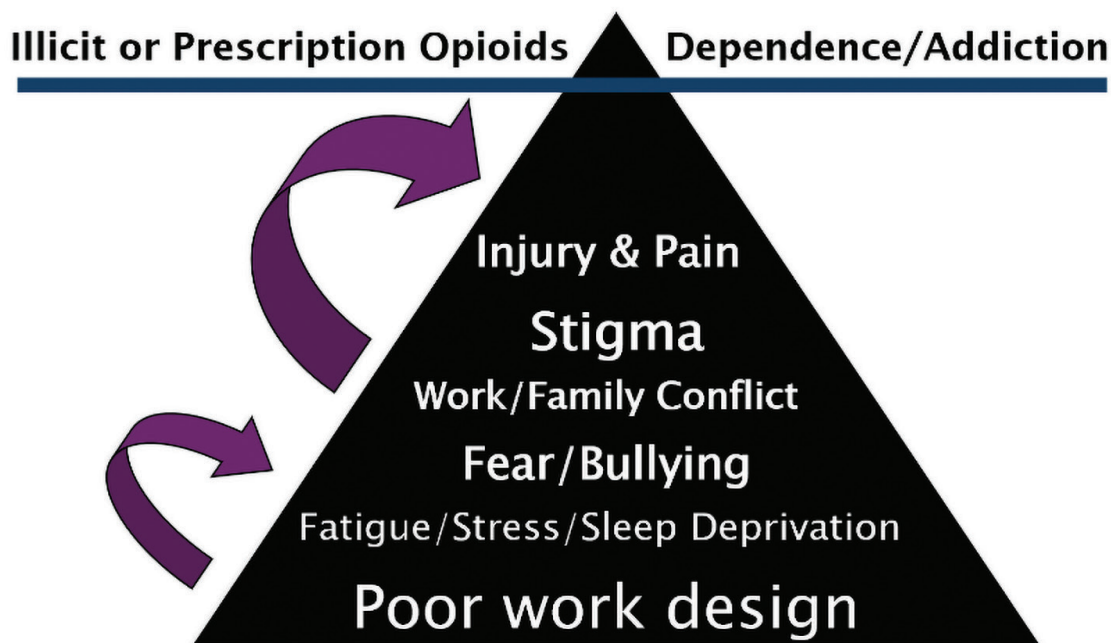 Illicit or Prescription Opioids Dependence/Addiction
Injury & Pain
Stigma
Work/Family Conflict
Fear/Bullying
Fatigue/Stress/Sleep Deprivation
Poor work design